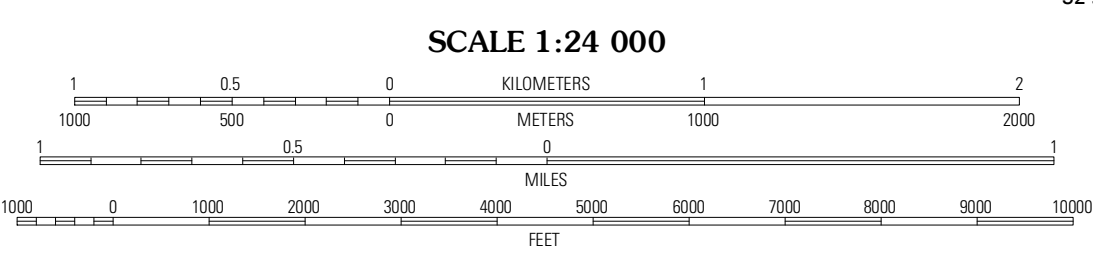 SCALE 1:24 000
1 0.5 0 KILOMETERS 1 2
1000 500 0 METERS 1000 2000
1 0.5 0 1
MILES
1000 0 1000 2000 3000 4000 5000 6000 7000 8000 9000 10000
FEET